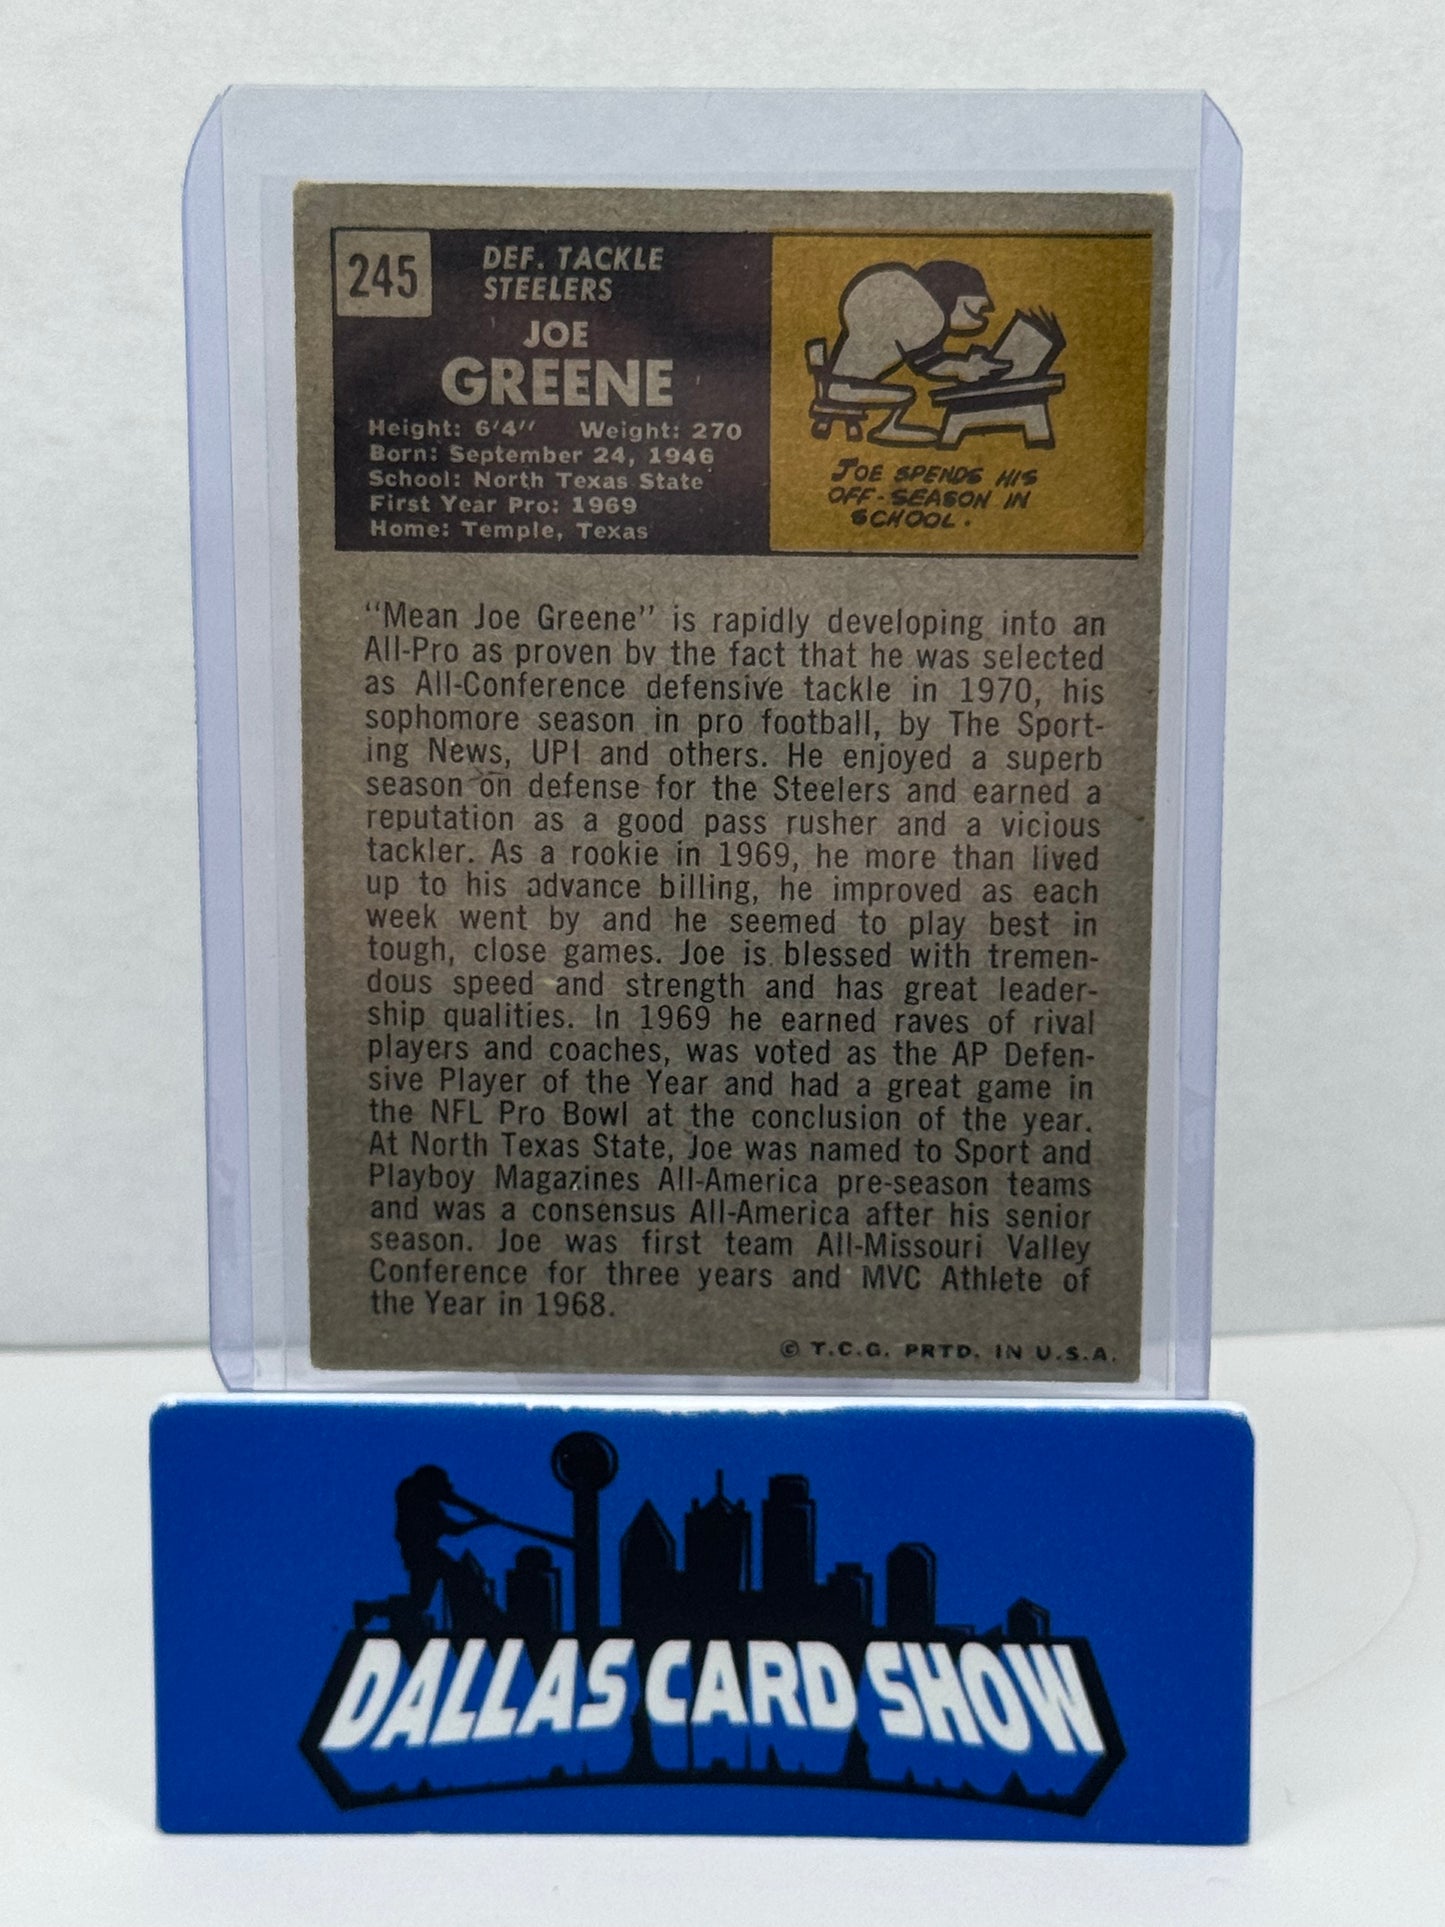 245
DEF. TACKLE
STEELERS
JOE
GREENE
Height: 6'4" Weight: 270
Born: September 24, 1946
School: North Texas State
First Year Pro: 1969
Home: Temple, Texas
JOE SPENDS HIS
OFF-SEASON IN
SCHOOL.
"Mean Joe Greene" is rapidly developing into an
All-Pro as proven by the fact that he was selected
as All-Conference defensive tackle in 1970, his
sophomore season in pro football, by The Sport-
ing News, UPI and others. He enjoyed a superb
season on defense for the Steelers and earned a
reputation as a good pass rusher and a vicious
tackler. As a rookie in 1969, he more than lived
up to his advance billing, he improved as each
week went by and he seemed to play best in
tough, close games. Joe is blessed with tremen-
dous speed and strength and has great leader-
ship qualities. In 1969 he earned raves of rival
players and coaches, was voted as the AP Defen-
sive Player of the Year and had a great game in
the NFL Pro Bowl at the conclusion of the year.
At North Texas State, Joe was named to Sport and
Playboy Magazines All-America pre-season teams
and was a consensus All-America after his senior
season. Joe was first team All-Missouri Valley
Conference for three years and MVC Athlete of
the Year in 1968.
© T.C.G. PRTD. IN U.S.A.
DALLAS CARD SHOW